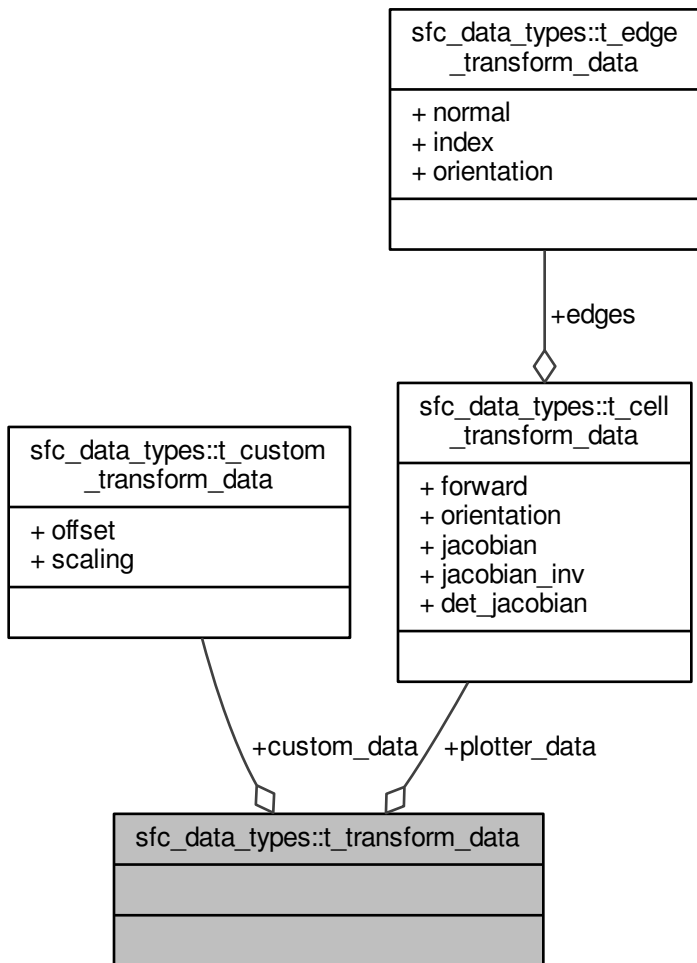 sfc_data_types::t_edge
_transform_data
+ normal
+ index
+ orientation
+edges
sfc_data_types::t_cell
_transform_data
+ forward
+ orientation
+ jacobian
+ jacobian_inv
+ det_jacobian
sfc_data_types::t_custom
_transform_data
+ offset
+ scaling
+custom_data
+plotter_data
sfc_data_types::t_transform_data